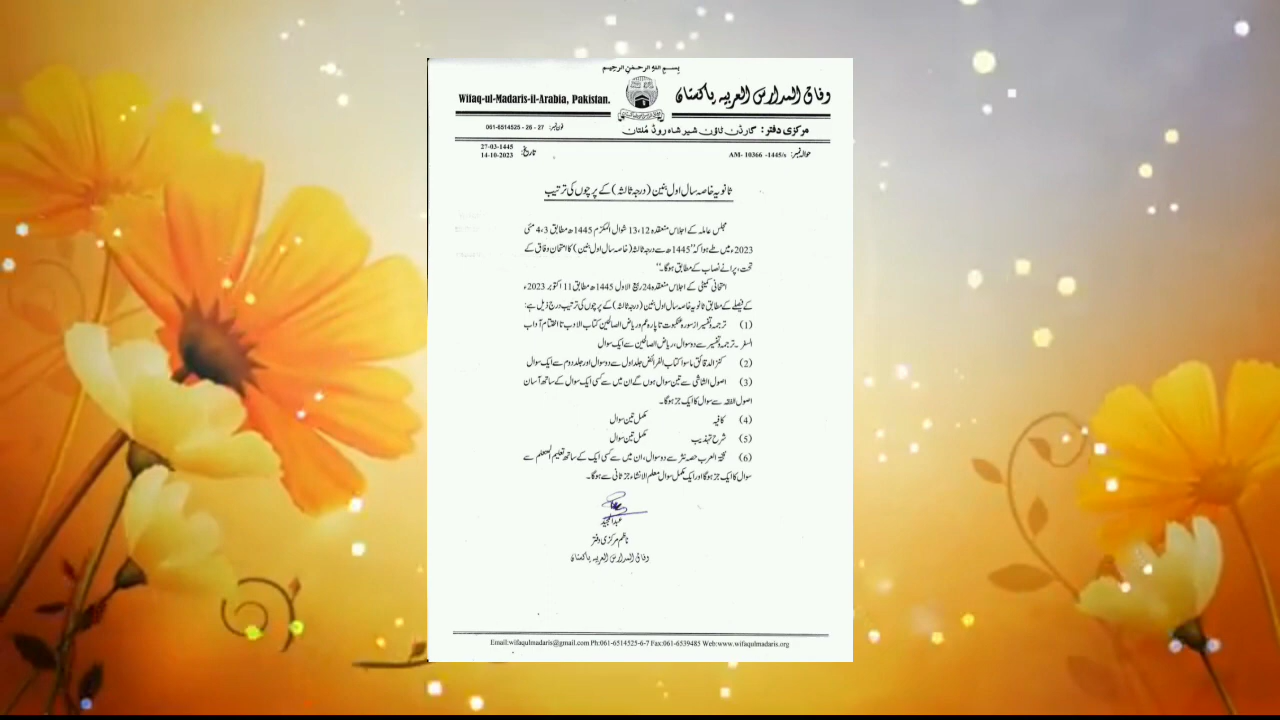 بسم اللہ الرحمن الرحیم
Wifaq-ul-Madaris-il-Arabia, Pakistan.
وفاق المدارس العربیہ پاکستان
مرکزی دفتر: گارڈن ٹاؤن شیر شاہ روڈ مُلتان
فون نمبر: 061-6514525 - 26 - 27
حوالہ نمبر: AM- 10366 -1445/s
تاریخ: 27-03-1445
14-10-2023
ثانویہ خاصہ سال اول بنین (درجہ ثالثہ) کے پرچوں کی ترتیب
مجلس عاملہ کے اجلاس منعقدہ 12، 13 شوال المکرم 1445ھ مطابق 3، 4 مئی
2023ء میں طے ہوا کہ "1445ھ سے درجہ ثالثہ (خاصہ سال اول بنین) کا امتحان وفاق کے
تحت، پرانے نصاب کے مطابق ہوگا۔"
امتحانی کمیٹی کے اجلاس منعقدہ 24 ربیع الاول 1445ھ مطابق 11 اکتوبر 2023ء
کے فیصلے کے مطابق ثانویہ خاصہ سال اول بنین (درجہ ثالثہ) کے پرچوں کی ترتیب درج ذیل ہے:
(1) ترجمہ و تفسیر از سورہ عنکبوت تا پارہ عم و ریاض الصالحین کتاب الادب تا اختتام آداب
السفر۔ ترجمہ و تفسیر سے دو سوال، ریاض الصالحین سے ایک سوال
(2) کنز الدقائق ماسوا کتاب الفرائض جلد اول سے دو سوال اور جلد دوم سے ایک سوال
(3) اصول الشاشی سے تین سوال ہوں گے ان میں سے کسی ایک سوال کے ساتھ آسان
اصول الفقہ سے سوال کا ایک جز ہوگا۔
(4) کافیہ مکمل تین سوال
(5) شرح تہذیب مکمل تین سوال
(6) نفحۃ العرب حصہ نثر سے دو سوال، ان میں سے کسی ایک کے ساتھ تعلیم المتعلم سے
سوال کا ایک جز ہوگا اور ایک مکمل سوال معلم الانشاء جز ثانی سے ہوگا۔
عبدالمجید
ناظم مرکزی دفتر
وفاق المدارس العربیہ پاکستان
Email:wifaqulmadaris@gmail.com Ph:061-6514525-6-7 Fax:061-6539485 Web:www.wifaqulmadaris.org